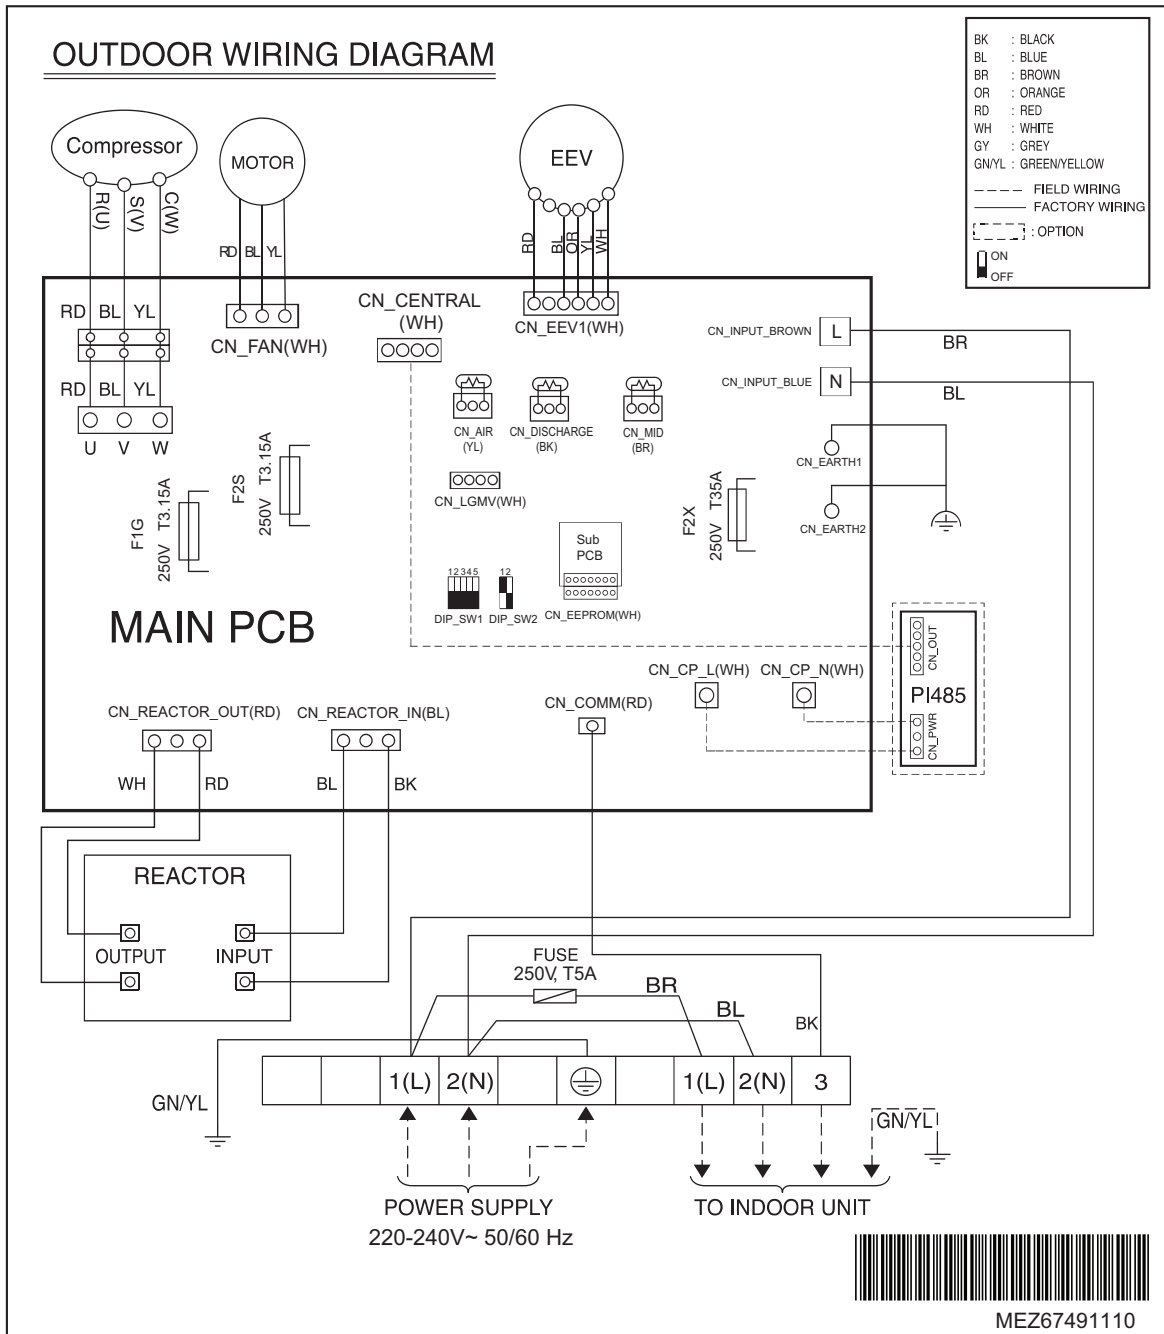 OUTDOOR WIRING DIAGRAM
BK : BLACK
BL : BLUE
BR : BROWN
OR : ORANGE
RD : RED
WH : WHITE
GY : GREY
GN/YL : GREEN/YELLOW
FIELD WIRING
FACTORY WIRING
: OPTION
ON
OFF
Compressor
R(U)
S(V)
C(W)
MOTOR
RD BL YL
EEV
RD
BL
OR
YL
WH
RD BL YL
RD BL YL
U V W
CN_FAN(WH)
CN_CENTRAL
(WH)
CN_EEV1(WH)
CN_INPUT_BROWN
L
BR
CN_INPUT_BLUE
N
BL
CN_AIR
(YL)
CN_DISCHARGE
(BK)
CN_MID
(BR)
CN_EARTH1
CN_EARTH2
CN_LGMV(WH)
F1G
250V T3.15A
F2S
250V T3.15A
F2X
250V T35A
Sub
PCB
12345
DIP_SW1
12
DIP_SW2
CN_EEPROM(WH)
MAIN PCB
CN_CP_L(WH)
CN_CP_N(WH)
CN_OUT
PI485
CN_PWR
CN_COMM(RD)
CN_REACTOR_OUT(RD)
CN_REACTOR_IN(BL)
WH
RD
BL
BK
REACTOR
OUTPUT
INPUT
FUSE
250V, T5A
BR
BL
BK
1(L)
2(N)
1(L)
2(N)
3
GN/YL
GN/YL
POWER SUPPLY
220-240V~ 50/60 Hz
TO INDOOR UNIT
MEZ67491110